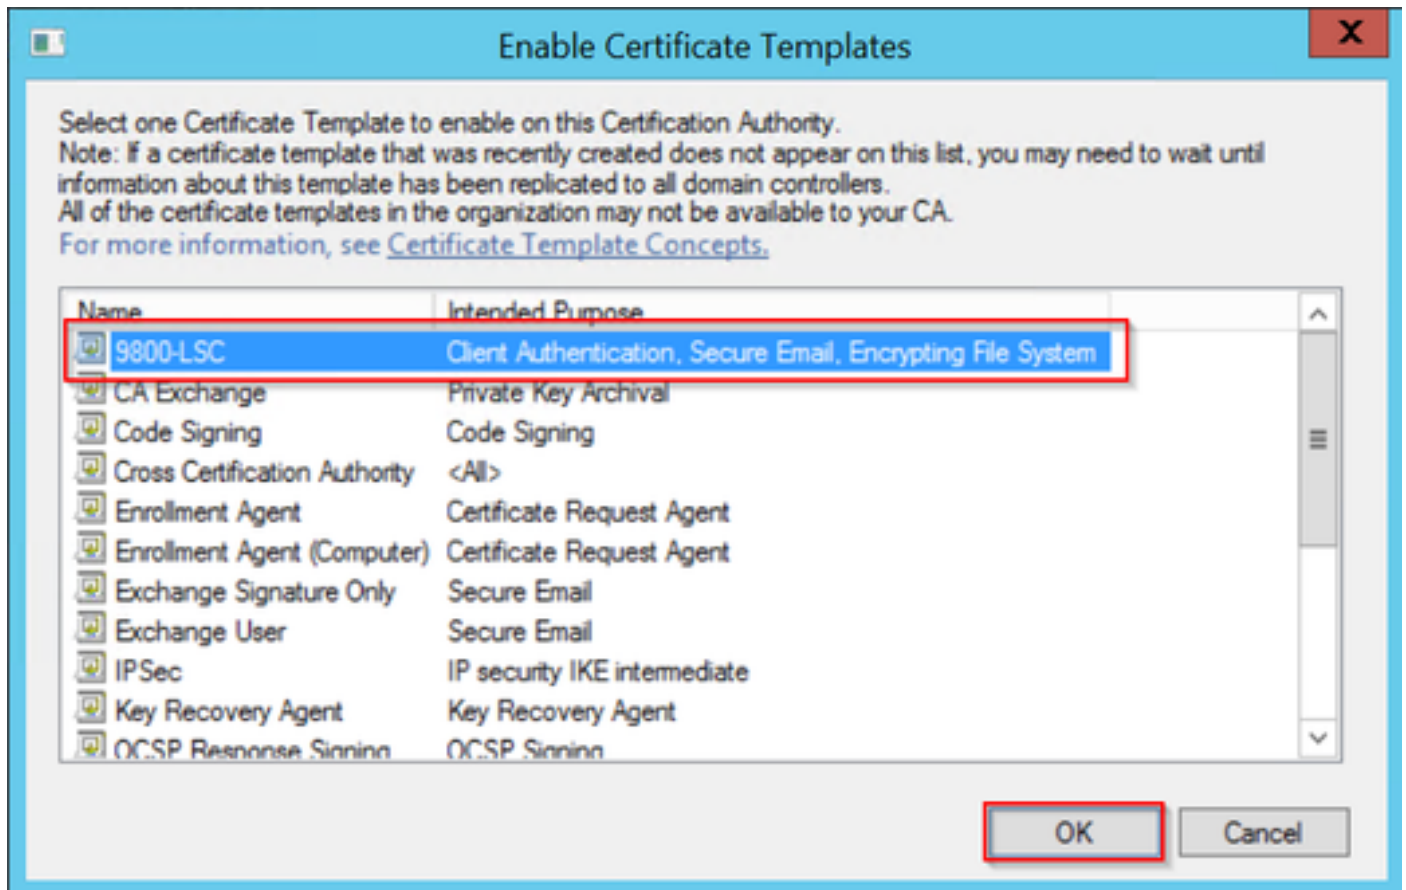 Enable Certificate Templates
X
Select one Certificate Template to enable on this Certification Authority.
Note: If a certificate template that was recently created does not appear on this list, you may need to wait until
information about this template has been replicated to all domain controllers.
All of the certificate templates in the organization may not be available to your CA.
For more information, see Certificate Template Concepts.
Name Intended Purpose
9800-LSC Client Authentication, Secure Email, Encrypting File System
CA Exchange Private Key Archival
Code Signing Code Signing
Cross Certification Authority <All>
Enrollment Agent Certificate Request Agent
Enrollment Agent (Computer) Certificate Request Agent
Exchange Signature Only Secure Email
Exchange User Secure Email
IPSec IP security IKE intermediate
Key Recovery Agent Key Recovery Agent
OCSP Response Signing OCSP Signing
OK Cancel